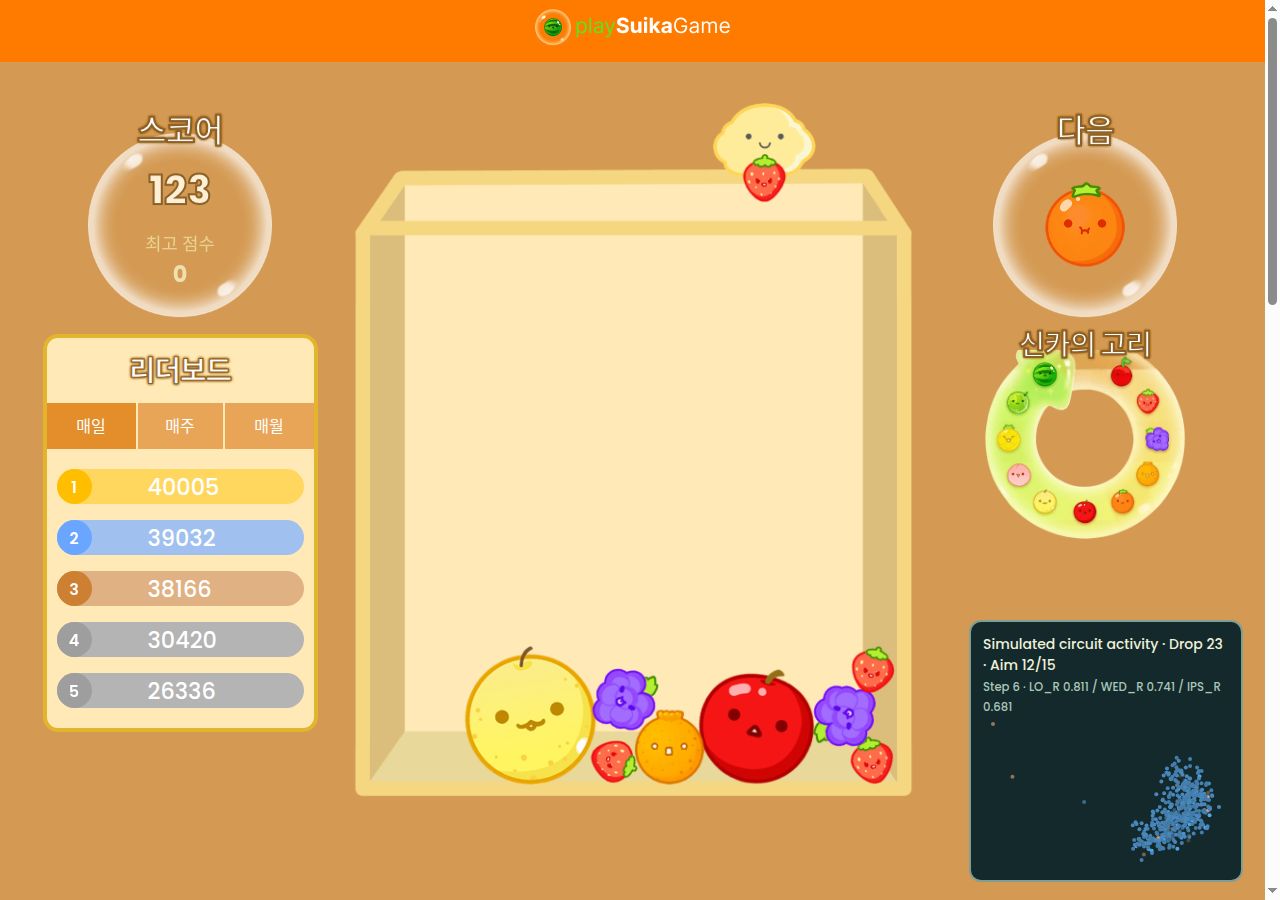 playSuikaGame
스코어
123
최고 점수
0
리더보드
매일 매주 매월
1 40005
2 39032
3 38166
4 30420
5 26336
다음
신카의 고리
Simulated circuit activity · Drop 23
· Aim 12/15
Step 6 · LO_R 0.811 / WED_R 0.741 / IPS_R
0.681